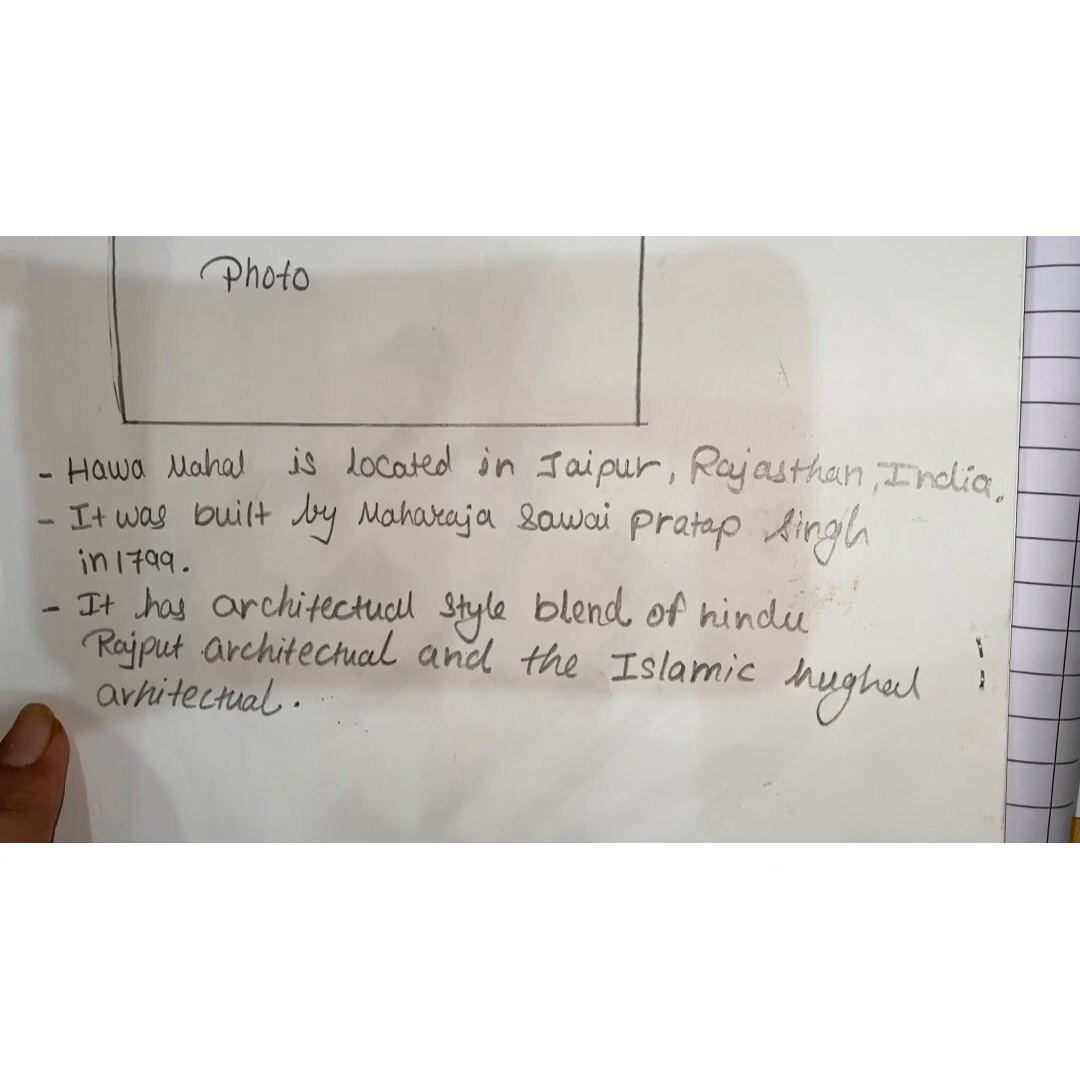 Photo
- Hawa Mahal is located in Jaipur, Rajasthan, India.
- It was built by Maharaja Sawai pratap Singh
in 1799.
- It has architectual style blend of hindu
Rajput architectual and the Islamic hughal
arhitectual.